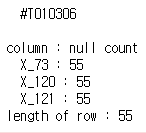 #T010306
column : null count
X_73 : 55
X_120 : 55
X_121 : 55
length of row : 55